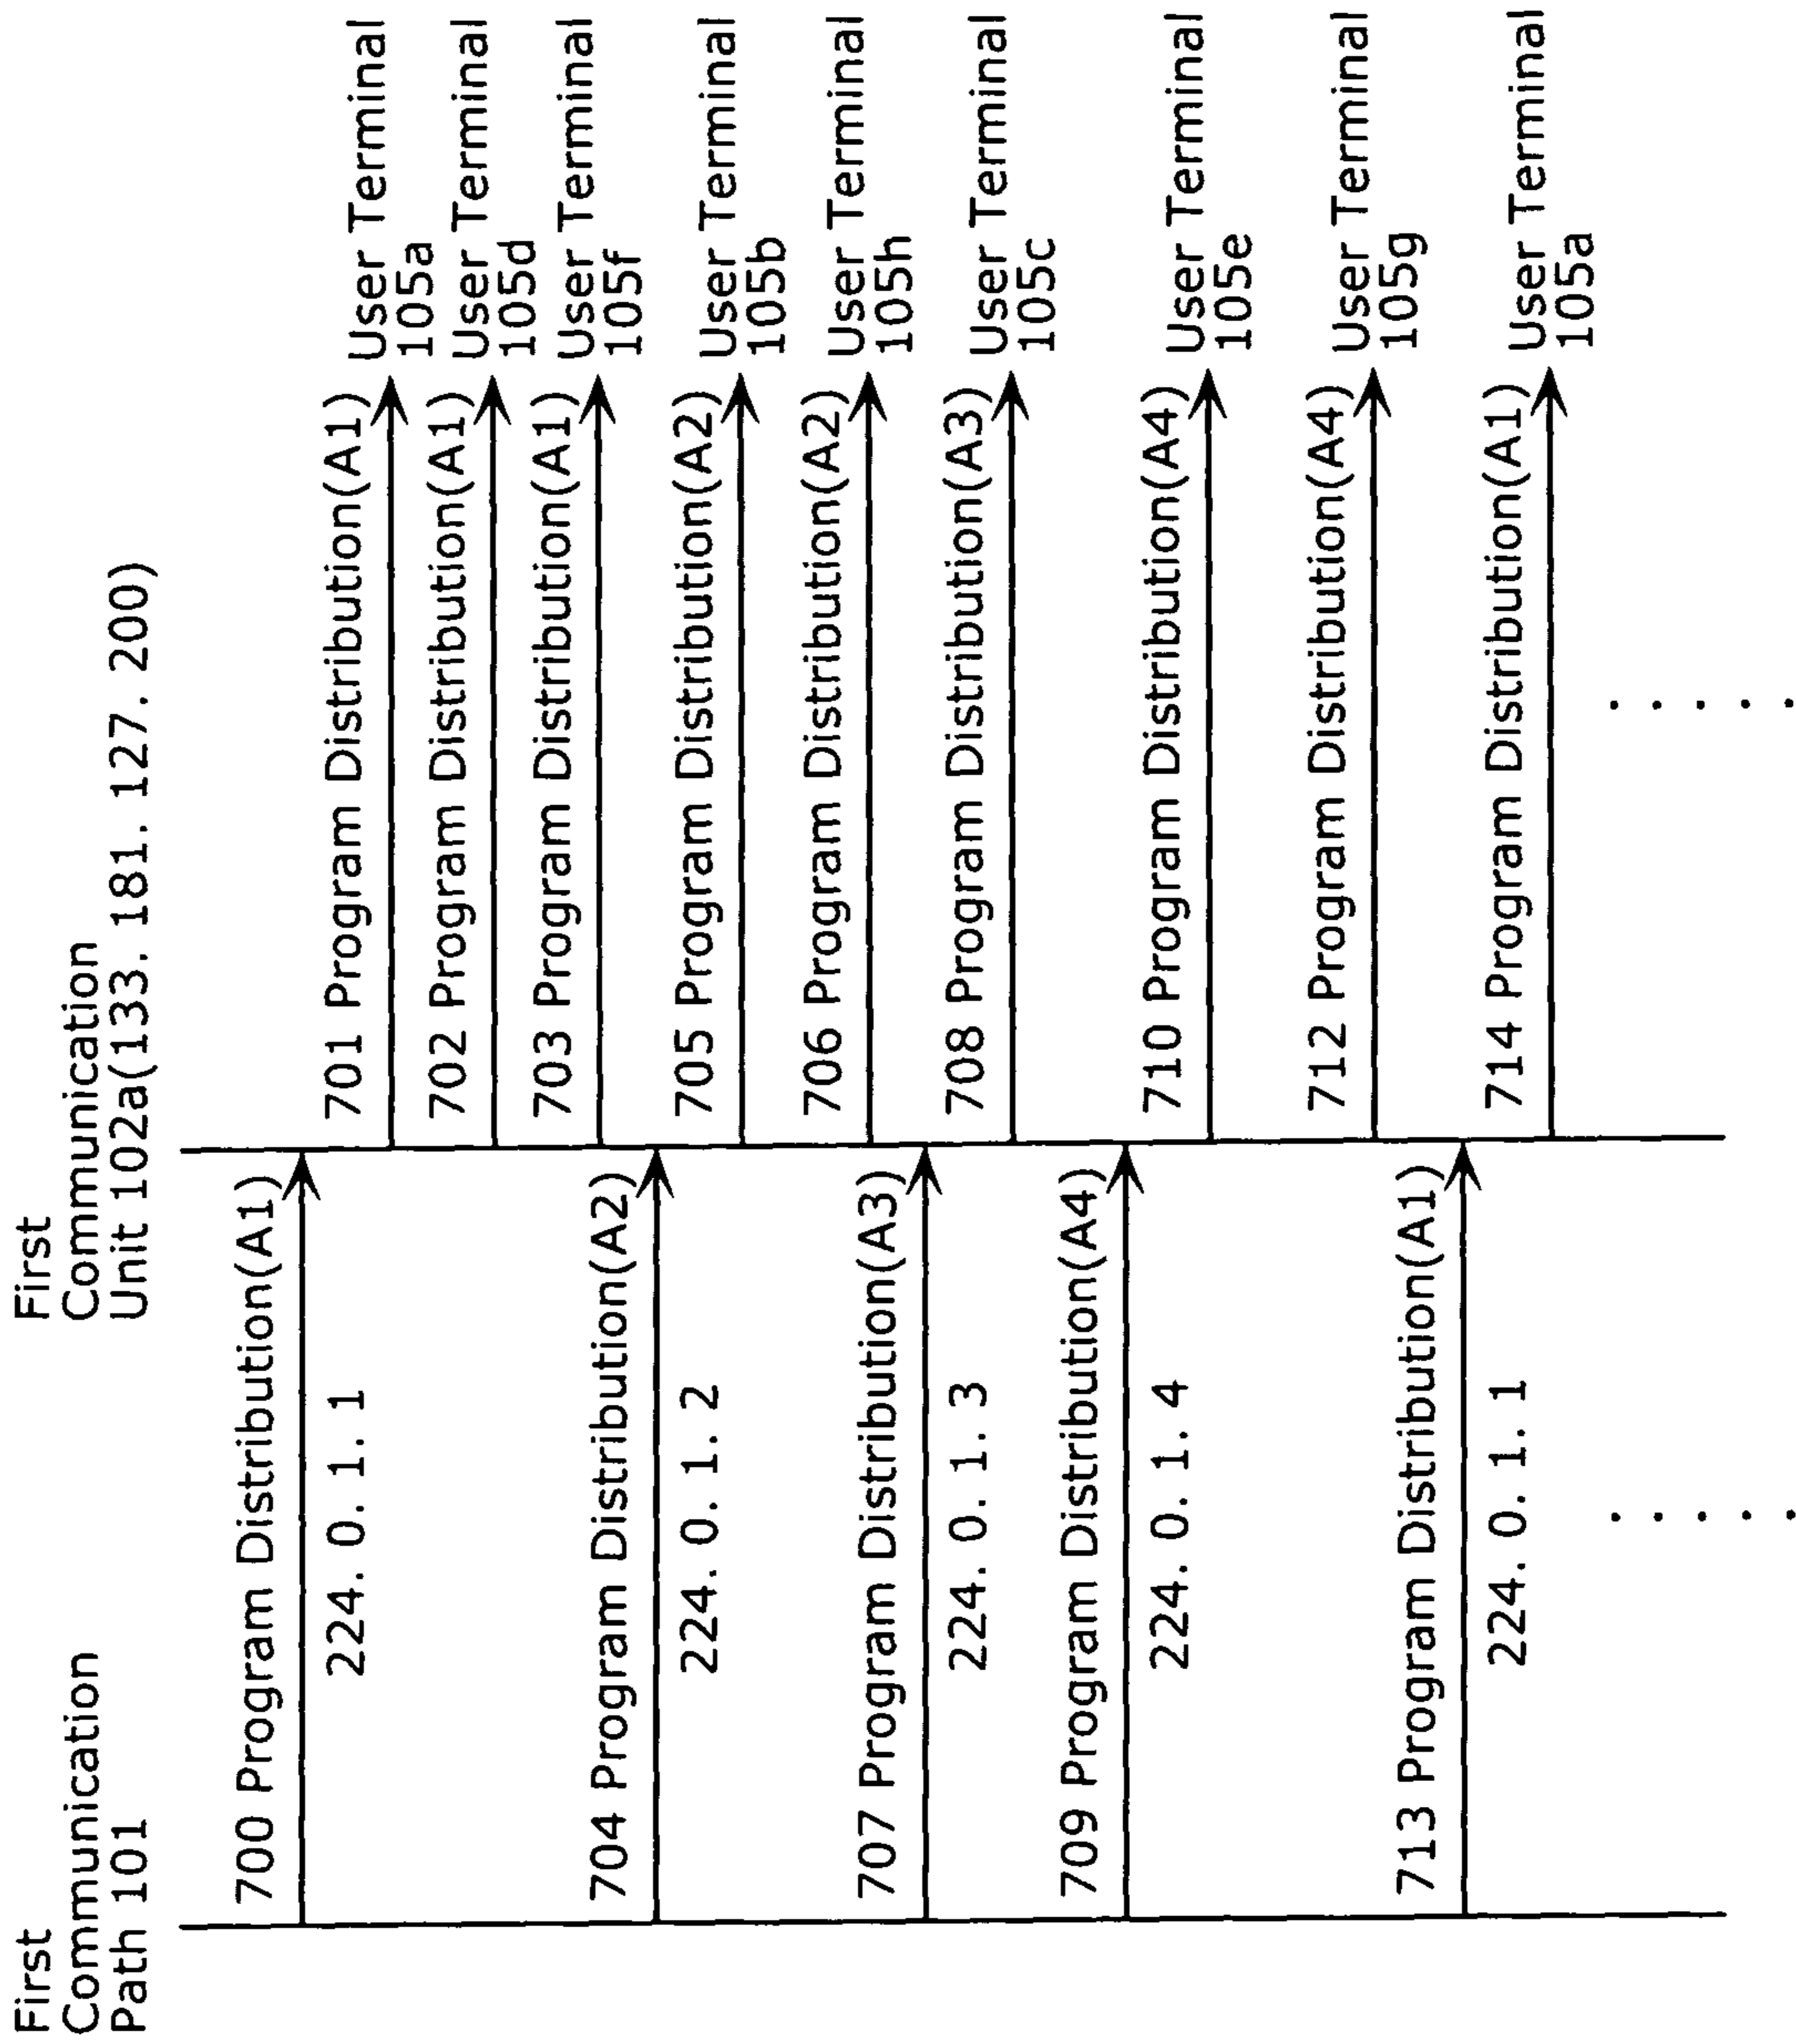 First
Communication
Path 101
First
Communication
Unit 102a(133. 181. 127. 200)
700 Program Distribution(A1)
224. 0. 1. 1
701 Program Distribution(A1)
User Terminal
105a
702 Program Distribution(A1)
User Terminal
105d
703 Program Distribution(A1)
User Terminal
105f
704 Program Distribution(A2)
224. 0. 1. 2
705 Program Distribution(A2)
User Terminal
105b
706 Program Distribution(A2)
User Terminal
105h
707 Program Distribution(A3)
224. 0. 1. 3
708 Program Distribution(A3)
User Terminal
105c
709 Program Distribution(A4)
224. 0. 1. 4
710 Program Distribution(A4)
User Terminal
105e
712 Program Distribution(A4)
User Terminal
105g
713 Program Distribution(A1)
224. 0. 1. 1
714 Program Distribution(A1)
User Terminal
105a
. . . . .
. . . . .